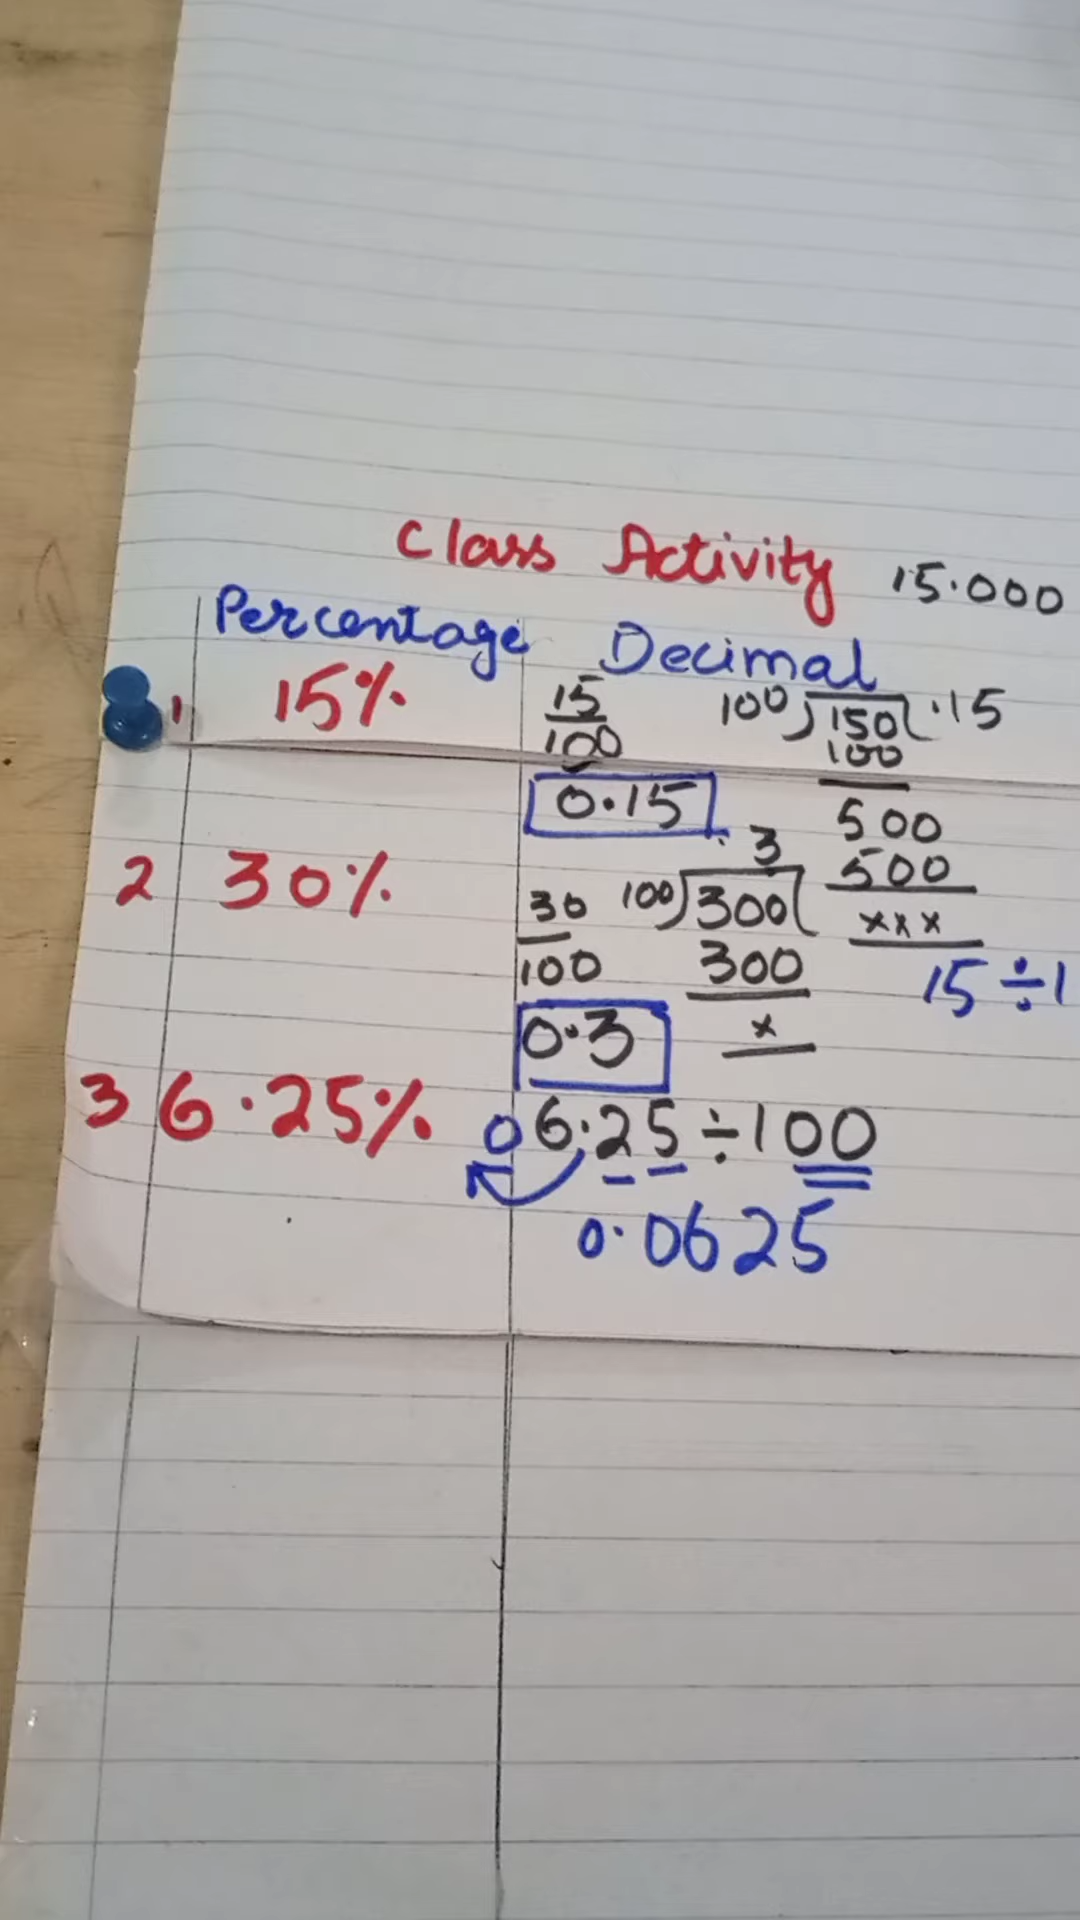 Class Activity 15.000
Percentage Decimal
1 15% 15/100 100)150(.15
100
0.15 500
500
xxx
15÷1
2 30% 30/100 100)300( .3
300
x
0.3
3 6.25% 06.25÷100
0.0625